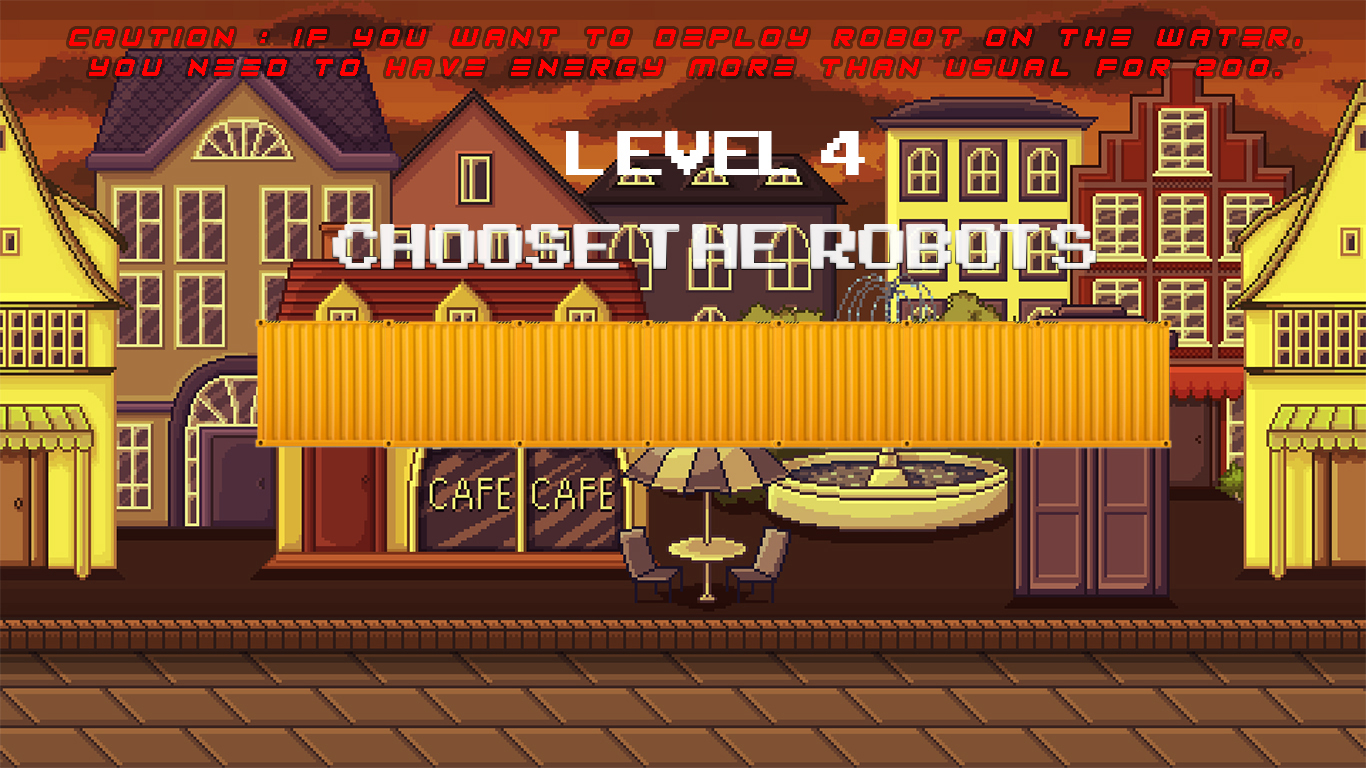 CAUTION : IF YOU WANT TO DEPLOY ROBOT ON THE WATER.
YOU NEED TO HAVE ENERGY MORE THAN USUAL FOR 200.
LEVEL 4
CHOOSE THE ROBOTS
CAFE CAFE